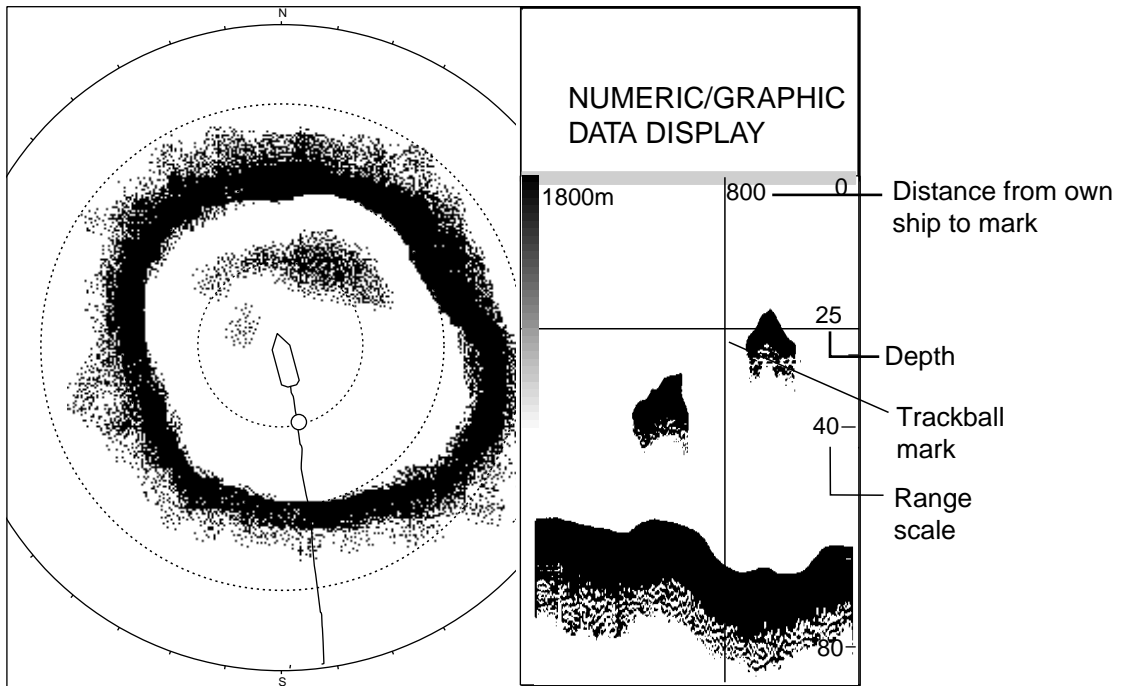 N
NUMERIC/GRAPHIC
DATA DISPLAY
1800m
800
0
Distance from own
ship to mark
25
Depth
40
Trackball
mark
Range
scale
80
S